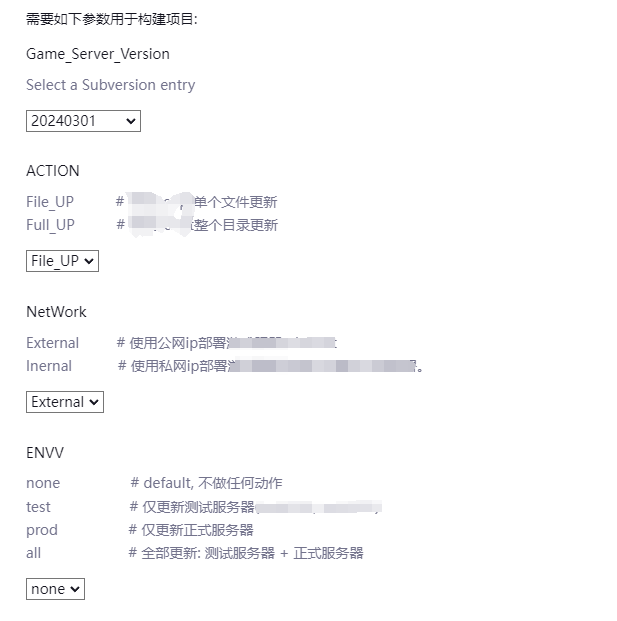 需要如下参数用于构建项目:
Game_Server_Version
Select a Subversion entry
20240301
ACTION
File_UP # 单个文件更新
Full_UP # 整个目录更新
File_UP
NetWork
External # 使用公网ip部署
Inernal # 使用私网ip部署 。
External
ENVV
none # default, 不做任何动作
test # 仅更新测试服务器
prod # 仅更新正式服务器
all # 全部更新: 测试服务器 + 正式服务器
none